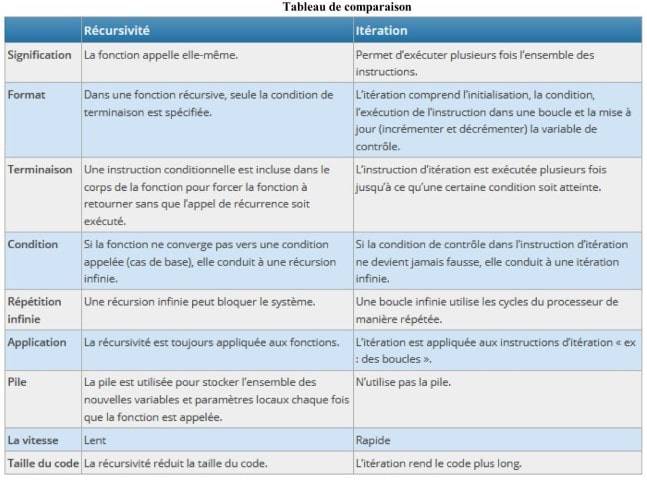 Tableau de comparaison
Récursivité Itération
Signification La fonction appelle elle-même. Permet d'exécuter plusieurs fois l'ensemble des
instructions.
Format Dans une fonction récursive, seule la condition de L'itération comprend l'initialisation, la condition,
terminaison est spécifiée. l'exécution de l'instruction dans une boucle et la mise à
jour (incrémenter et décrémenter) la variable de
contrôle.
Terminaison Une instruction conditionnelle est incluse dans le L'instruction d'itération est exécutée plusieurs fois
corps de la fonction pour forcer la fonction à jusqu'à ce qu'une certaine condition soit atteinte.
retourner sans que l'appel de récurrence soit
exécuté.
Condition Si la fonction ne converge pas vers une condition Si la condition de contrôle dans l'instruction d'itération
appelée (cas de base), elle conduit à une récursion ne devient jamais fausse, elle conduit à une itération
infinie. infinie.
Répétition Une récursion infinie peut bloquer le système. Une boucle infinie utilise les cycles du processeur de
infinie manière répétée.
Application La récursivité est toujours appliquée aux fonctions. L'itération est appliquée aux instructions d'itération « ex
: des boucles ».
Pile La pile est utilisée pour stocker l'ensemble des N'utilise pas la pile.
nouvelles variables et paramètres locaux chaque fois
que la fonction est appelée.
La vitesse Lent Rapide
Taille du code La récursivité réduit la taille du code. L'itération rend le code plus long.